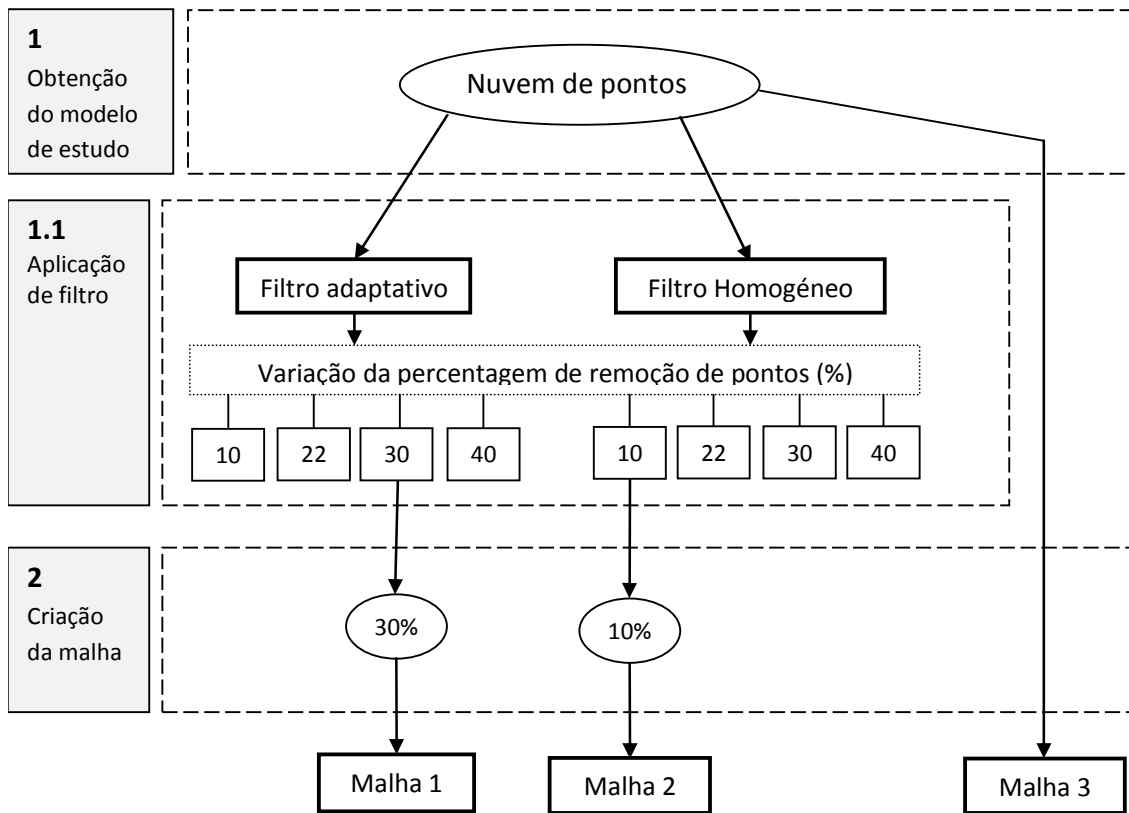 1
Obtenção
do modelo
de estudo
Nuvem de pontos
1.1
Aplicação
de filtro
Filtro adaptativo
Filtro Homogéneo
Variação da percentagem de remoção de pontos (%)
10
22
30
40
10
22
30
40
2
Criação
da malha
30%
10%
Malha 1
Malha 2
Malha 3